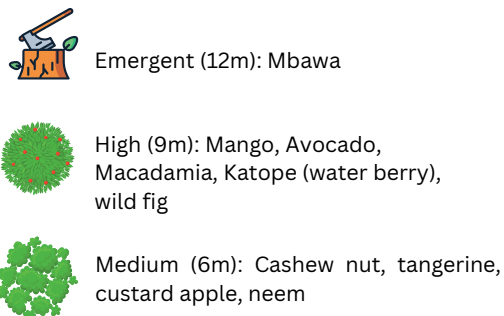 Emergent (12m): Mbawa
High (9m): Mango, Avocado,
Macadamia, Katope (water berry),
wild fig
Medium (6m): Cashew nut, tangerine,
custard apple, neem